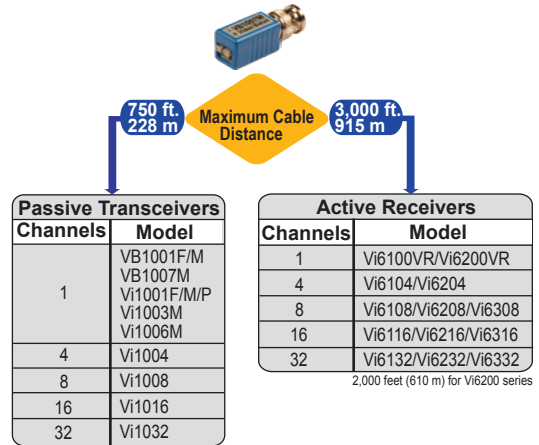 VB1007M
750 ft.
228 m
Maximum Cable
Distance
3,000 ft.
915 m
Passive Transceivers
Channels Model
1
VB1001F/M
VB1007M
Vi1001F/M/P
Vi1003M
Vi1006M
4 Vi1004
8 Vi1008
16 Vi1016
32 Vi1032
Active Receivers
Channels Model
1 Vi6100VR/Vi6200VR
4 Vi6104/Vi6204
8 Vi6108/Vi6208/Vi6308
16 Vi6116/Vi6216/Vi6316
32 Vi6132/Vi6232/Vi6332
2,000 feet (610 m) for Vi6200 series